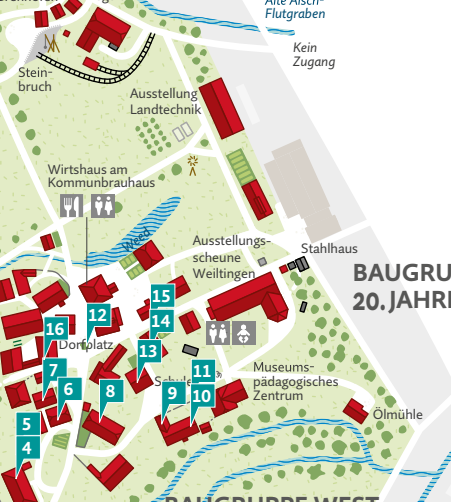 Alte Aisch-
Flutgraben
Kein
Zugang
Stein-
bruch
Ausstellung
Landtechnik
Wirtshaus am
Kommunbrauhaus
Weed
Ausstellungs-
scheune
Weiltingen
Stahlhaus
BAUGRU
20. JAHR
15
14
12
16
Dorfplatz
13
7
6
8
Schule
11
10
9
Museums-
pädagogisches
Zentrum
Ölmühle
5
4
BAUGRUPPE WEST